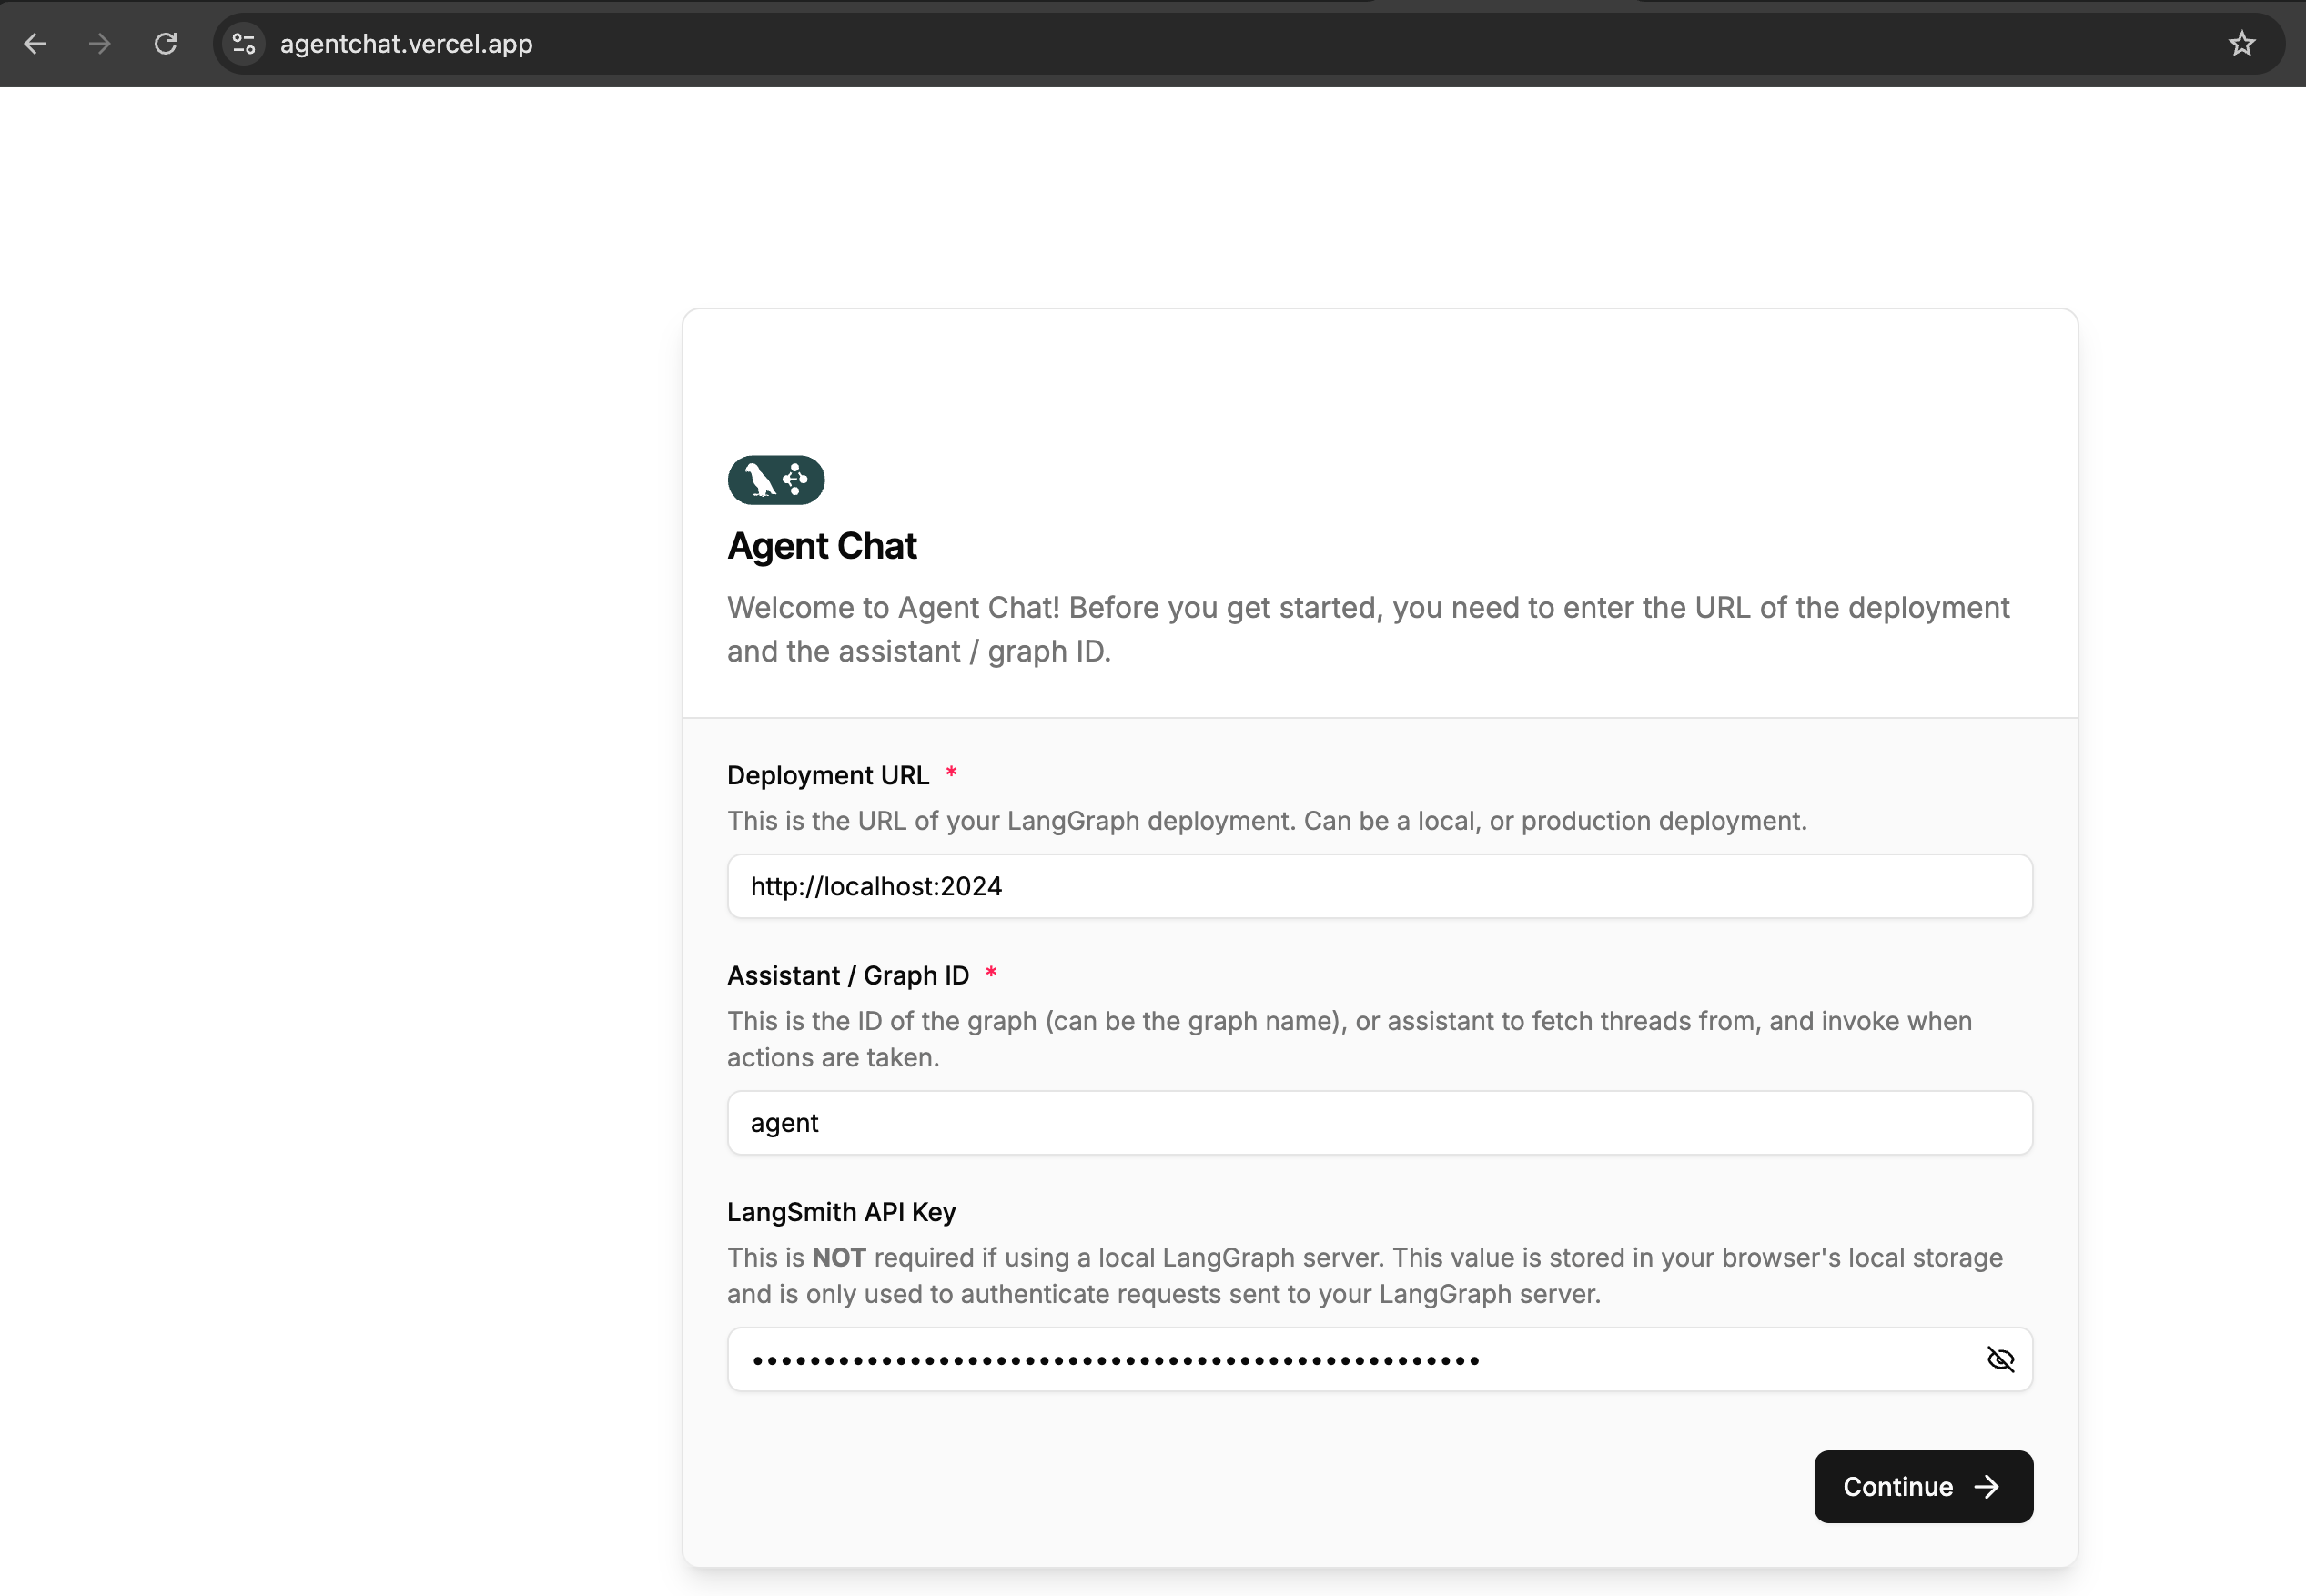 agentchat.vercel.app
Agent Chat
Welcome to Agent Chat! Before you get started, you need to enter the URL of the deployment
and the assistant / graph ID.
Deployment URL *
This is the URL of your LangGraph deployment. Can be a local, or production deployment.
http://localhost:2024
Assistant / Graph ID *
This is the ID of the graph (can be the graph name), or assistant to fetch threads from, and invoke when
actions are taken.
agent
LangSmith API Key
This is NOT required if using a local LangGraph server. This value is stored in your browser's local storage
and is only used to authenticate requests sent to your LangGraph server.
Continue